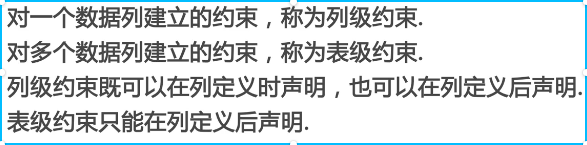 对一个数据列建立的约束，称为列级约束.
对多个数据列建立的约束，称为表级约束.
列级约束既可以在列定义时声明，也可以在列定义后声明.
表级约束只能在列定义后声明.